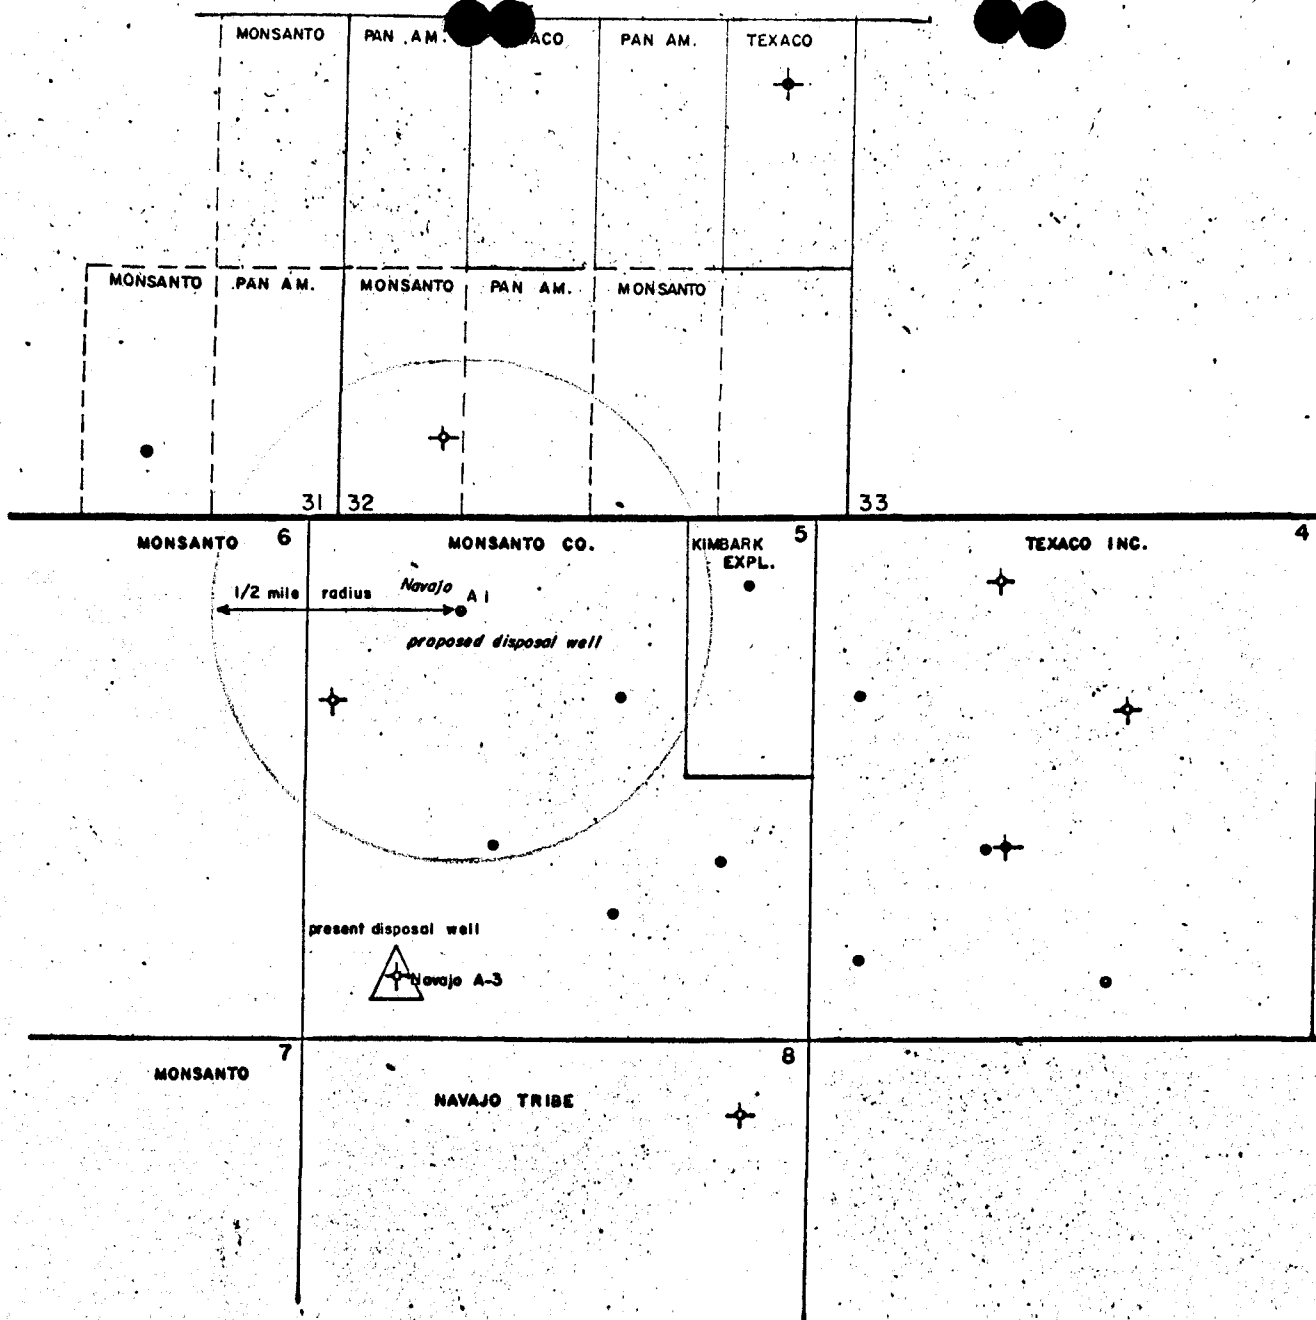 MONSANTO PAN AM. ACO PAN AM. TEXACO
MONSANTO PAN AM. MONSANTO PAN AM. MONSANTO
31 32 33
MONSANTO 6 MONSANTO CO. KIMBARK EXPL. 5 TEXACO INC. 4
1/2 mile radius Navajo A1
proposed disposal well
present disposal well
Navajo A-3
7 8
MONSANTO
NAVAJO TRIBE